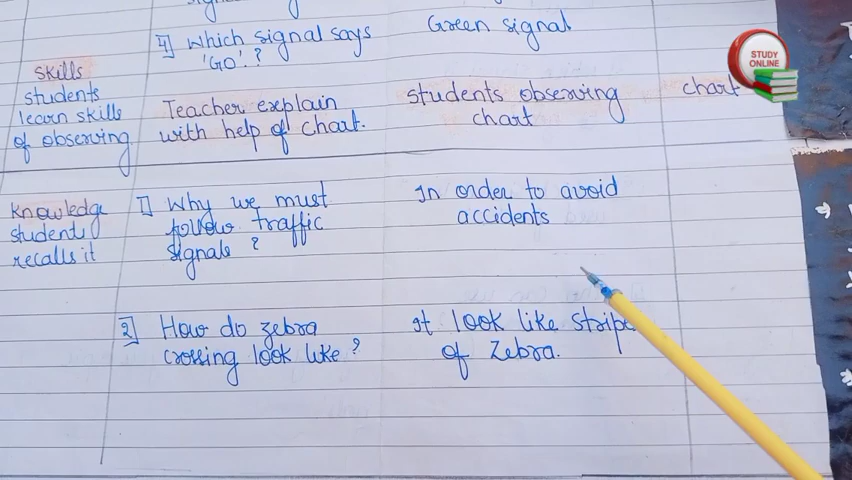 4] Which signal says
'GO'.?
Green signal
STUDY
ONLINE
skills
students
learn skills
of observing
Teacher explain
with help of chart.
students observing
chart
chart
Knowledge
students
recalls it
1] Why we must
follow traffic
signals ?
In order to avoid
accidents
2] How do zebra
crossing look like ?
It look like stripe
of Zebra.